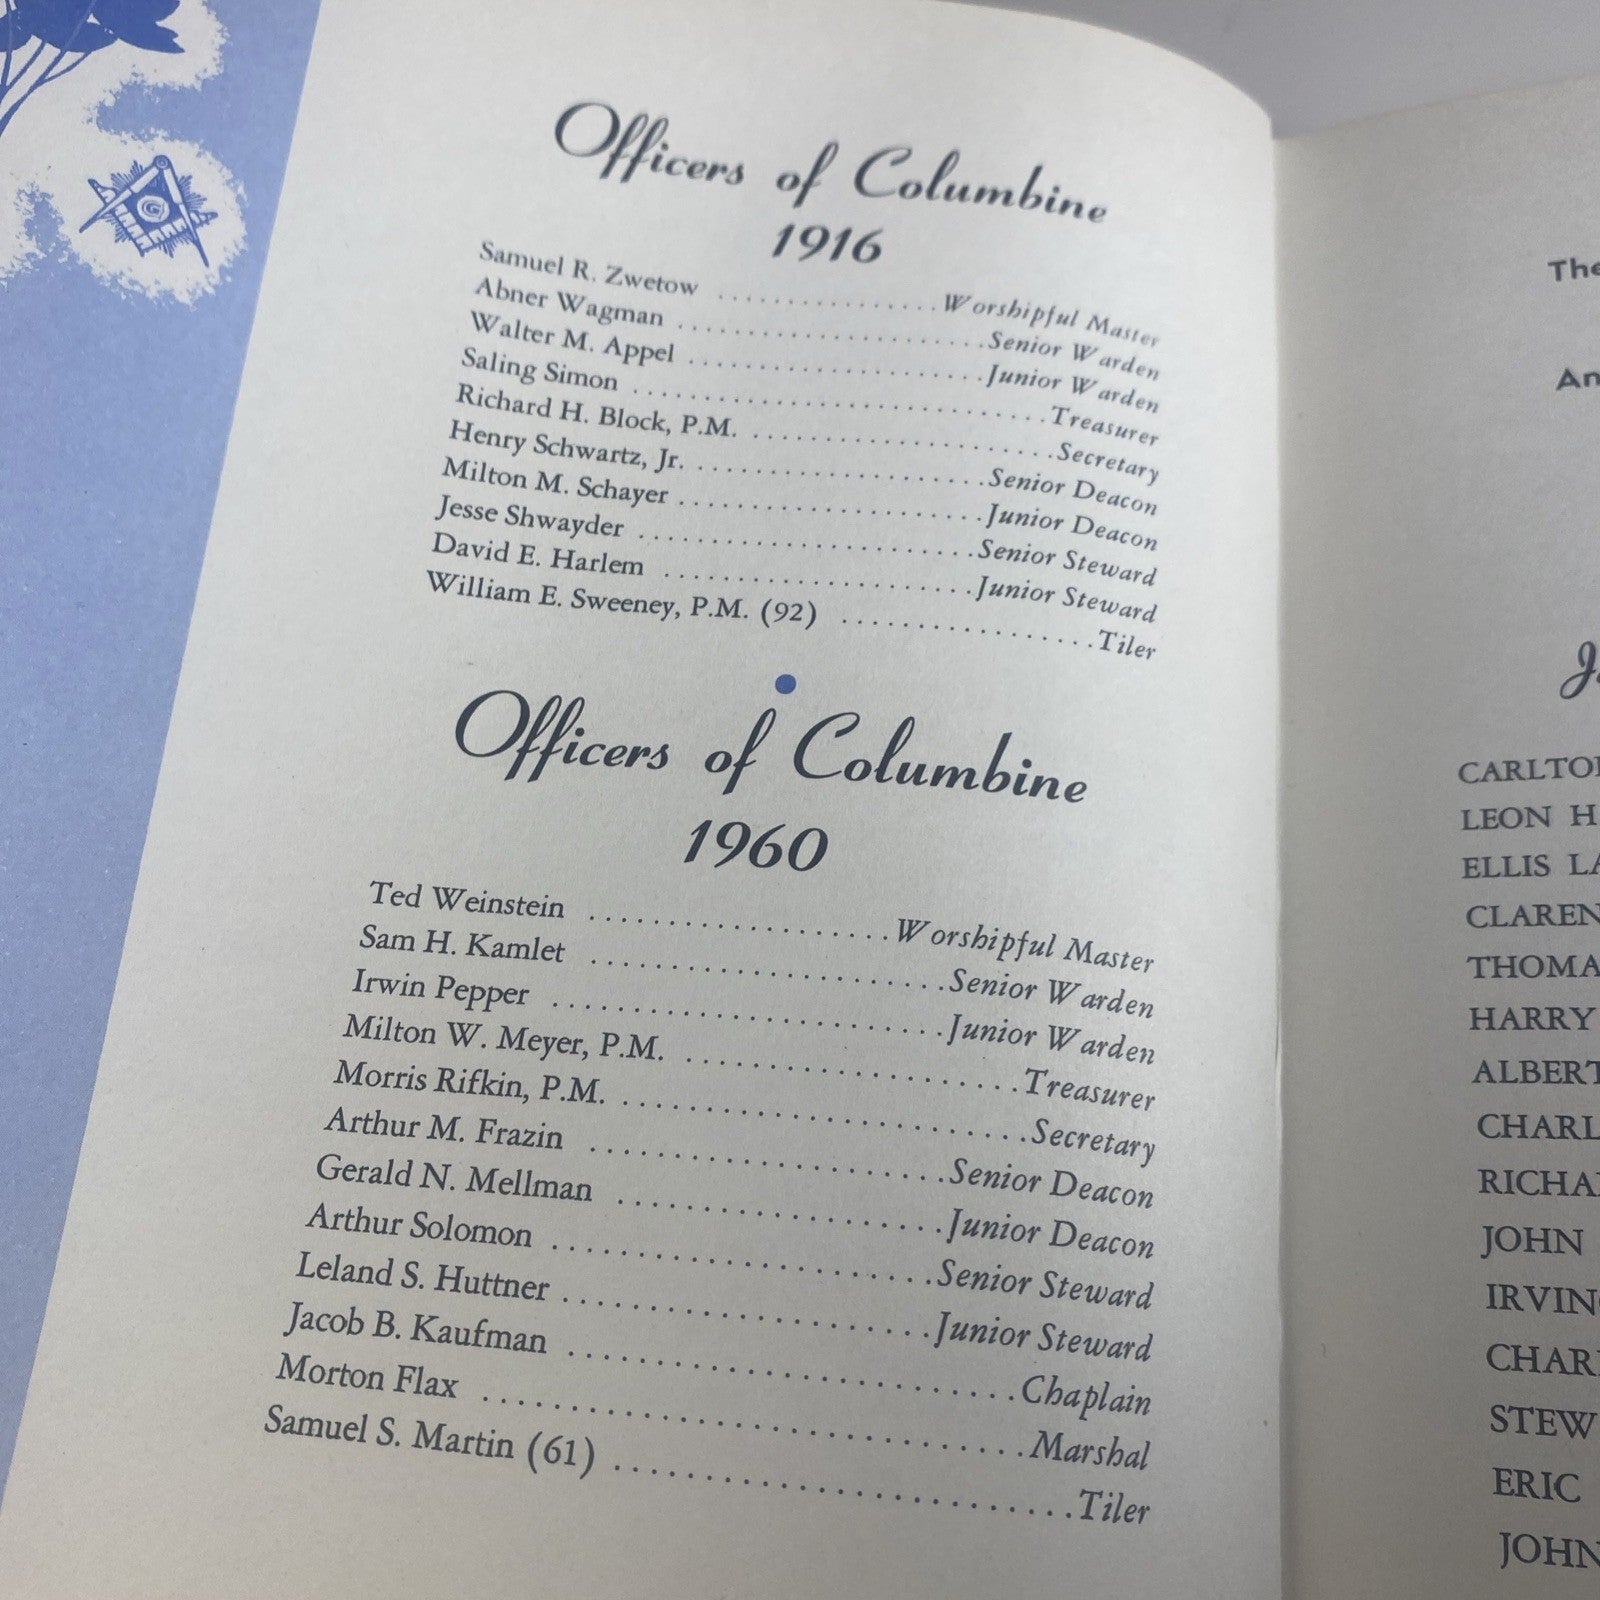 G
Officers of Columbine
1916
Samuel R. Zwetow ................ Worshipful Master
Abner Wagman ...................... Senior Warden
Walter M. Appel ..................... Junior Warden
Saling Simon ............................ Treasurer
Richard H. Block, P.M. .................... Secretary
Henry Schwartz, Jr. ................... Senior Deacon
Milton M. Schayer .................... Junior Deacon
Jesse Shwayder ...................... Senior Steward
David E. Harlem .................... Junior Steward
William E. Sweeney, P.M. (92) ................. Tiler
Officers of Columbine
1960
Ted Weinstein ................... Worshipful Master
Sam H. Kamlet ...................... Senior Warden
Irwin Pepper ........................ Junior Warden
Milton W. Meyer, P.M. ..................... Treasurer
Morris Rifkin, P.M. ......................... Secretary
Arthur M. Frazin ...................... Senior Deacon
Gerald N. Mellman .................... Junior Deacon
Arthur Solomon ....................... Senior Steward
Leland S. Huttner ....................... Junior Steward
Jacob B. Kaufman ........................... Chaplain
Morton Flax ................................. Marshal
Samuel S. Martin (61) ............................ Tiler
The
An
CARLTO
LEON H
ELLIS LA
CLAREN
THOMA
HARRY
ALBERT
CHARL
RICHA
JOHN
IRVIN
CHAR
STEW
ERIC
JOHN